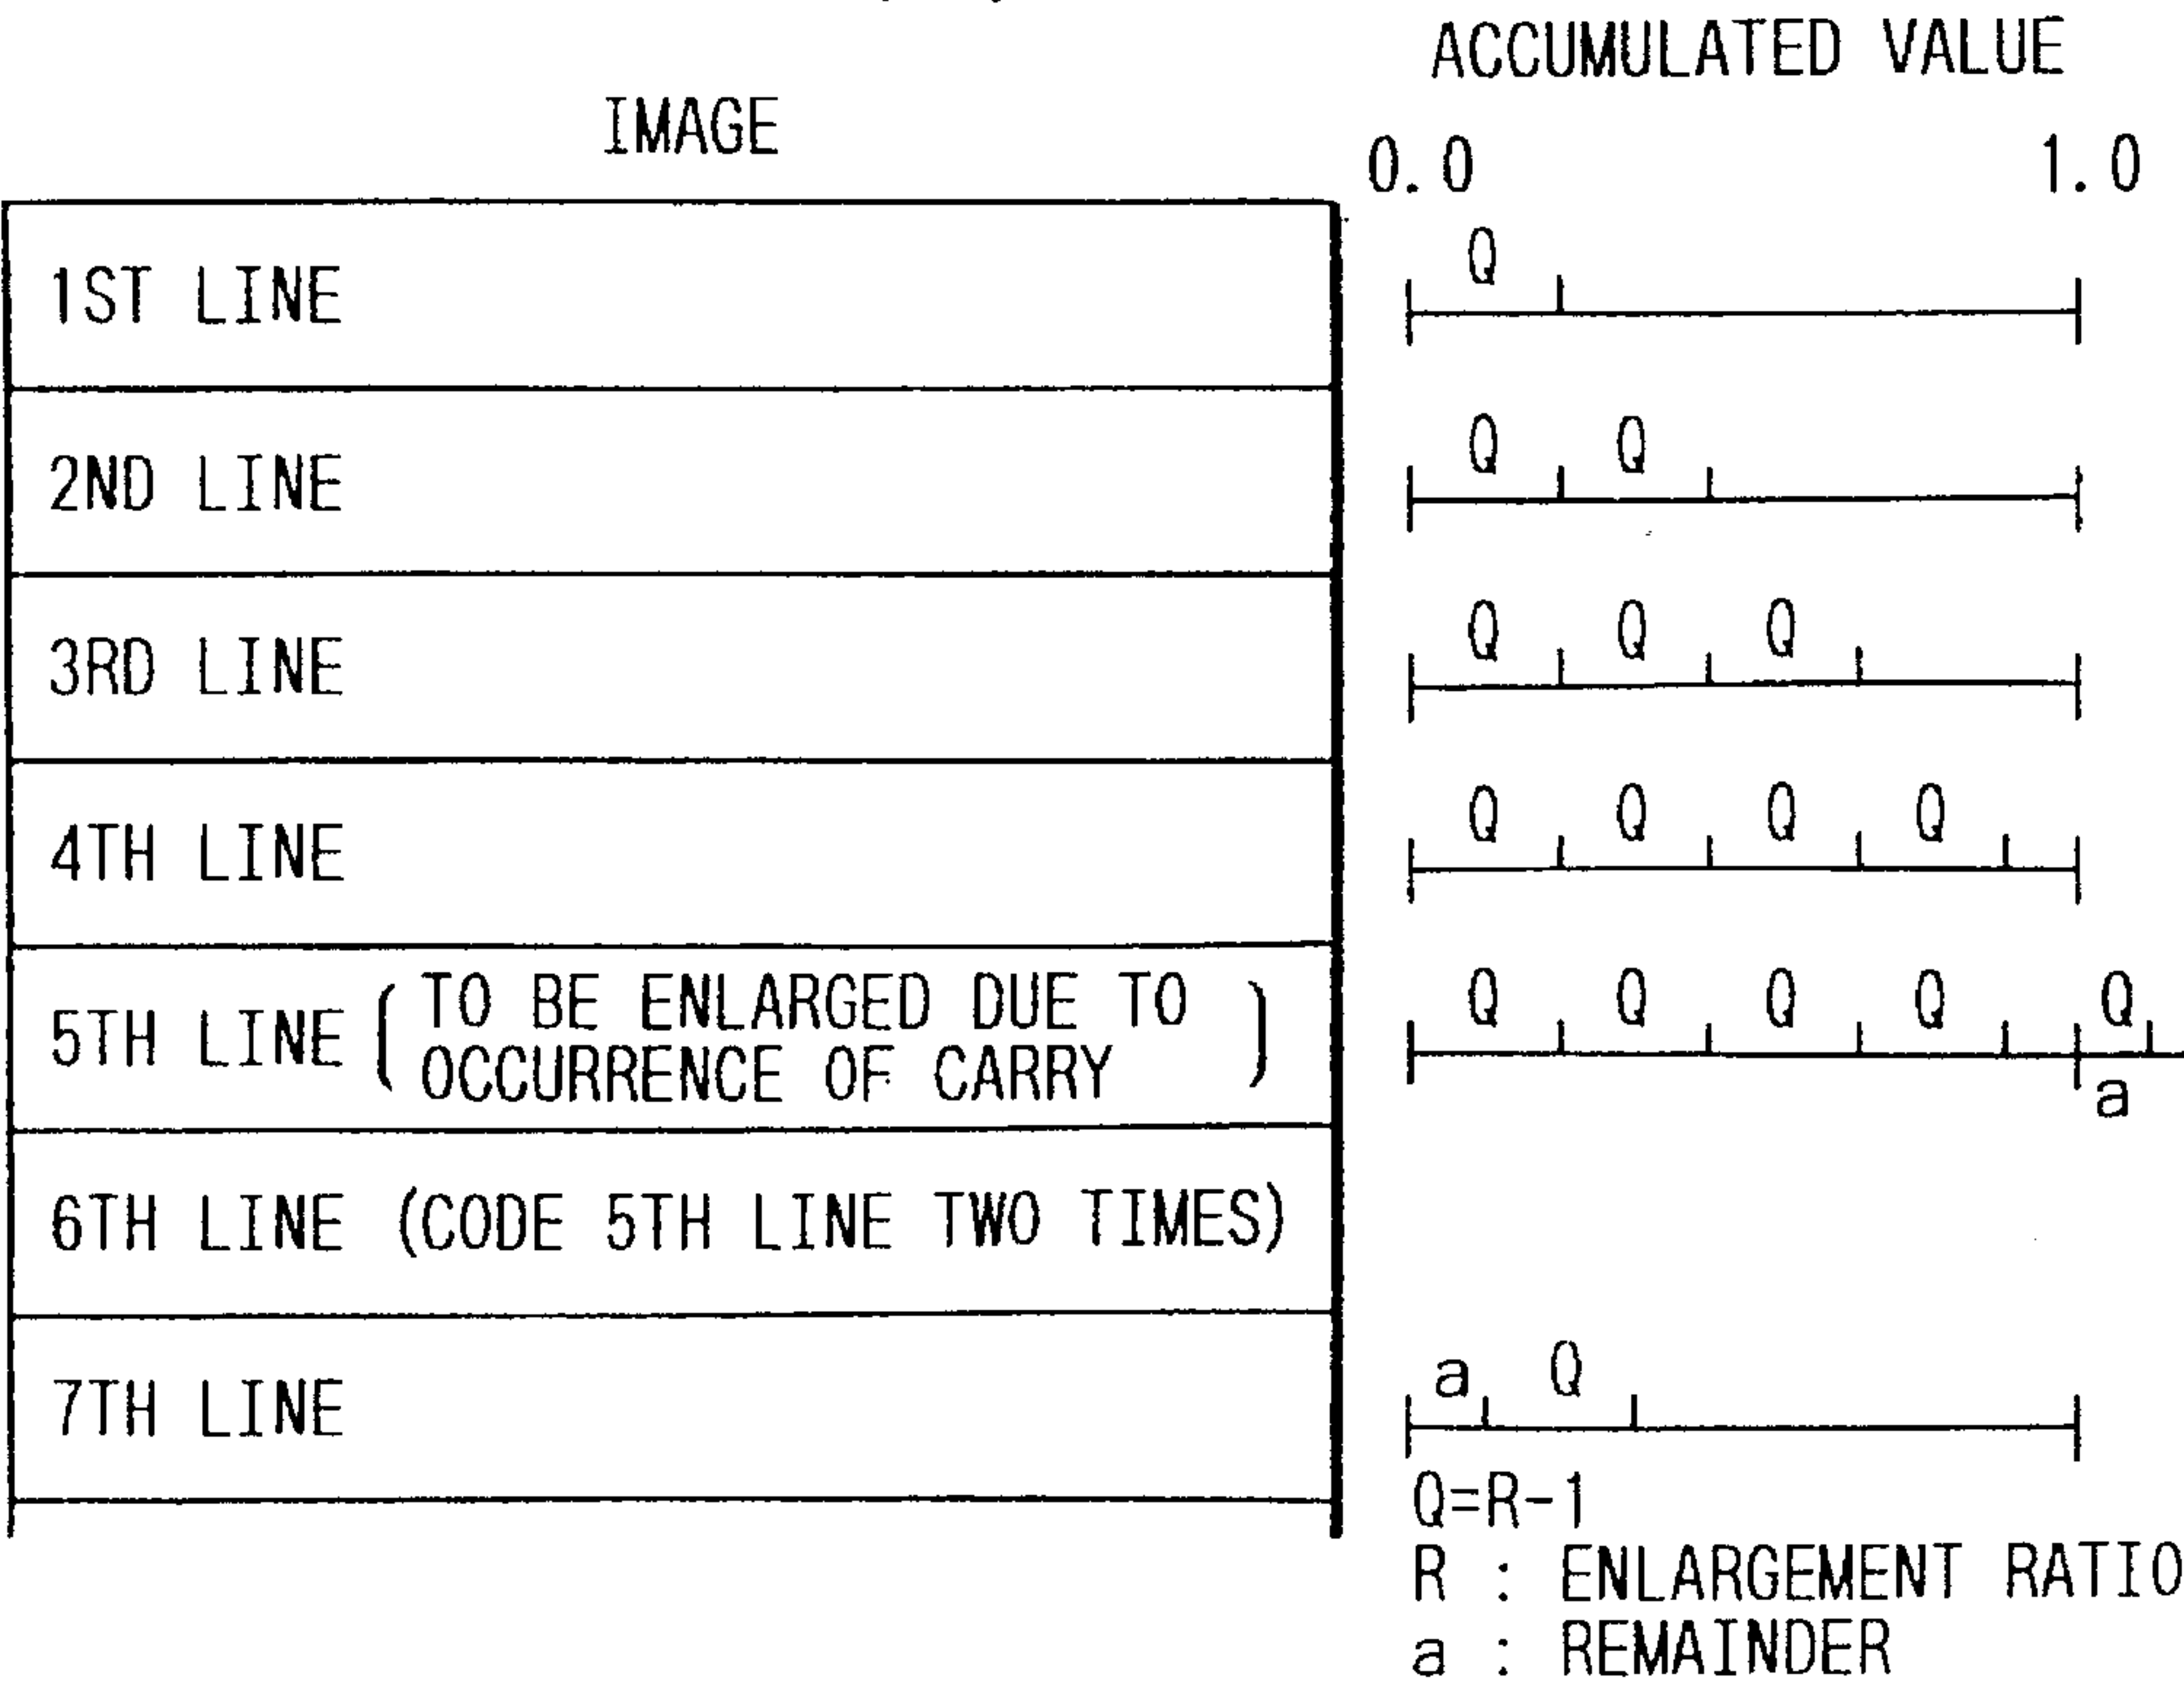 ACCUMULATED VALUE
IMAGE
0.0 1.0
1ST LINE
Q
2ND LINE
Q Q
3RD LINE
Q Q Q
4TH LINE
Q Q Q Q
5TH LINE (TO BE ENLARGED DUE TO
OCCURRENCE OF CARRY)
Q Q Q Q Q
a
6TH LINE (CODE 5TH LINE TWO TIMES)
7TH LINE
a Q
Q=R-1
R : ENLARGEMENT RATIO
a : REMAINDER